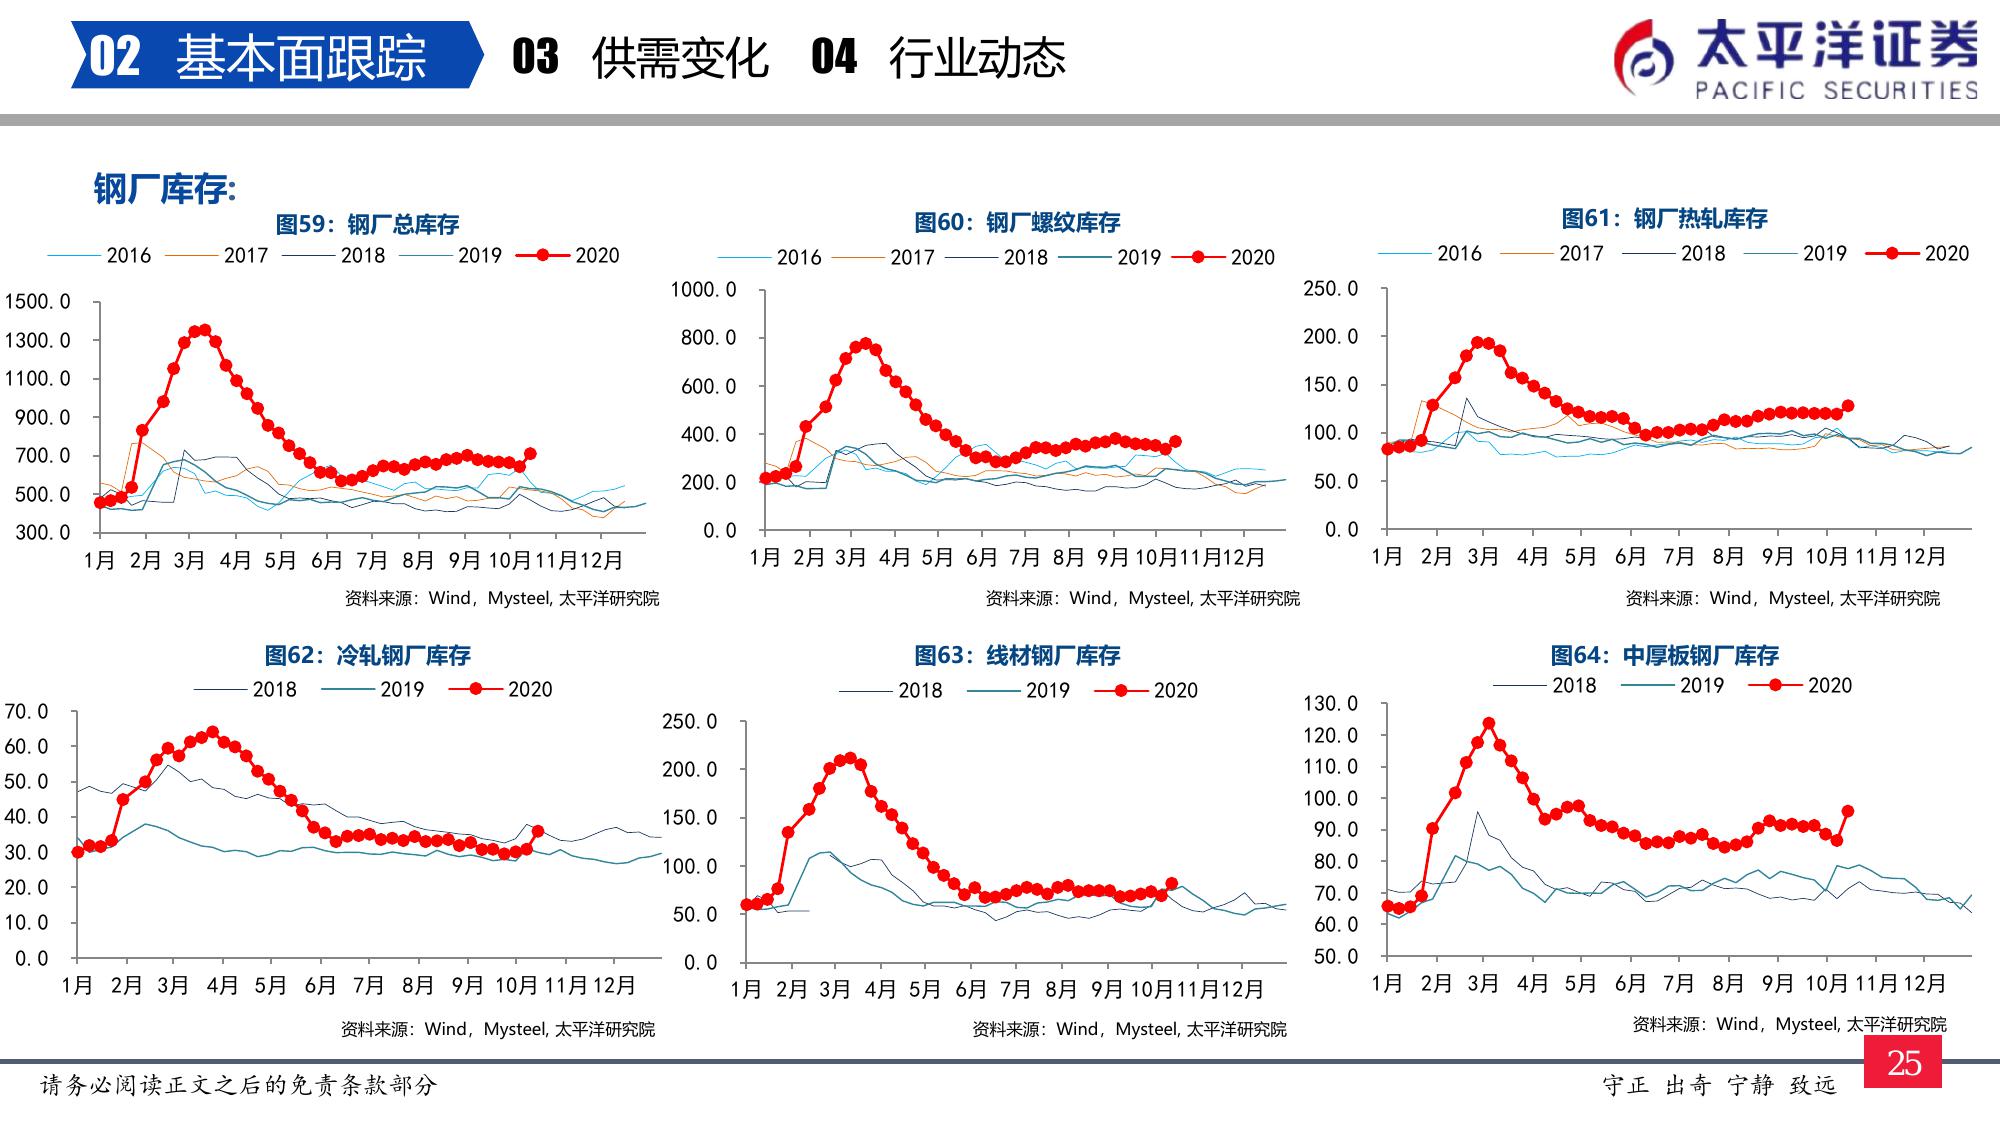 02 基本面跟踪 03 供需变化 04 行业动态
太平洋证券
PACIFIC SECURITIES
钢厂库存:
图59：钢厂总库存
2016 2017 2018 2019 2020
1500.0
1300.0
1100.0
900.0
700.0
500.0
300.0
1月 2月 3月 4月 5月 6月 7月 8月 9月 10月 11月 12月
资料来源：Wind，Mysteel, 太平洋研究院
图60：钢厂螺纹库存
2016 2017 2018 2019 2020
1000.0
800.0
600.0
400.0
200.0
0.0
1月 2月 3月 4月 5月 6月 7月 8月 9月 10月 11月 12月
资料来源：Wind，Mysteel, 太平洋研究院
图61：钢厂热轧库存
2016 2017 2018 2019 2020
250.0
200.0
150.0
100.0
50.0
0.0
1月 2月 3月 4月 5月 6月 7月 8月 9月 10月 11月 12月
资料来源：Wind，Mysteel, 太平洋研究院
图62：冷轧钢厂库存
2018 2019 2020
70.0
60.0
50.0
40.0
30.0
20.0
10.0
0.0
1月 2月 3月 4月 5月 6月 7月 8月 9月 10月 11月 12月
资料来源：Wind，Mysteel, 太平洋研究院
图63：线材钢厂库存
2018 2019 2020
250.0
200.0
150.0
100.0
50.0
0.0
1月 2月 3月 4月 5月 6月 7月 8月 9月 10月 11月 12月
资料来源：Wind，Mysteel, 太平洋研究院
图64：中厚板钢厂库存
2018 2019 2020
130.0
120.0
110.0
100.0
90.0
80.0
70.0
60.0
50.0
1月 2月 3月 4月 5月 6月 7月 8月 9月 10月 11月 12月
资料来源：Wind，Mysteel, 太平洋研究院
请务必阅读正文之后的免责条款部分
守正 出奇 宁静 致远
25